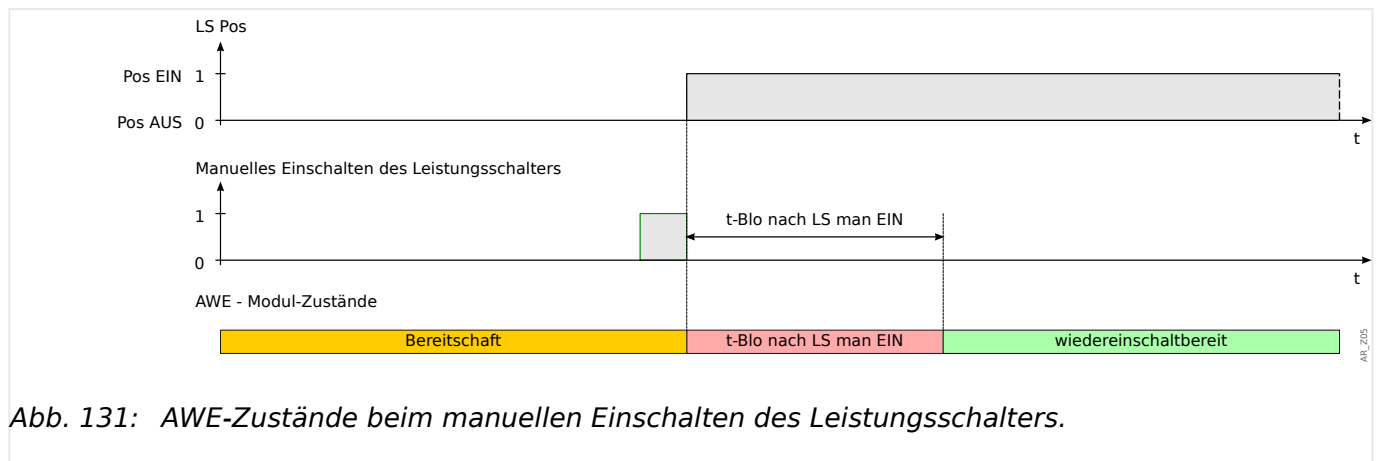 LS Pos
Pos EIN 1
Pos AUS 0
t
Manuelles Einschalten des Leistungsschalters
1
t-Blo nach LS man EIN
0
t
AWE - Modul-Zustände
Bereitschaft
t-Blo nach LS man EIN
wiedereinschaltbereit
AR_Z05
Abb. 131: AWE-Zustände beim manuellen Einschalten des Leistungsschalters.